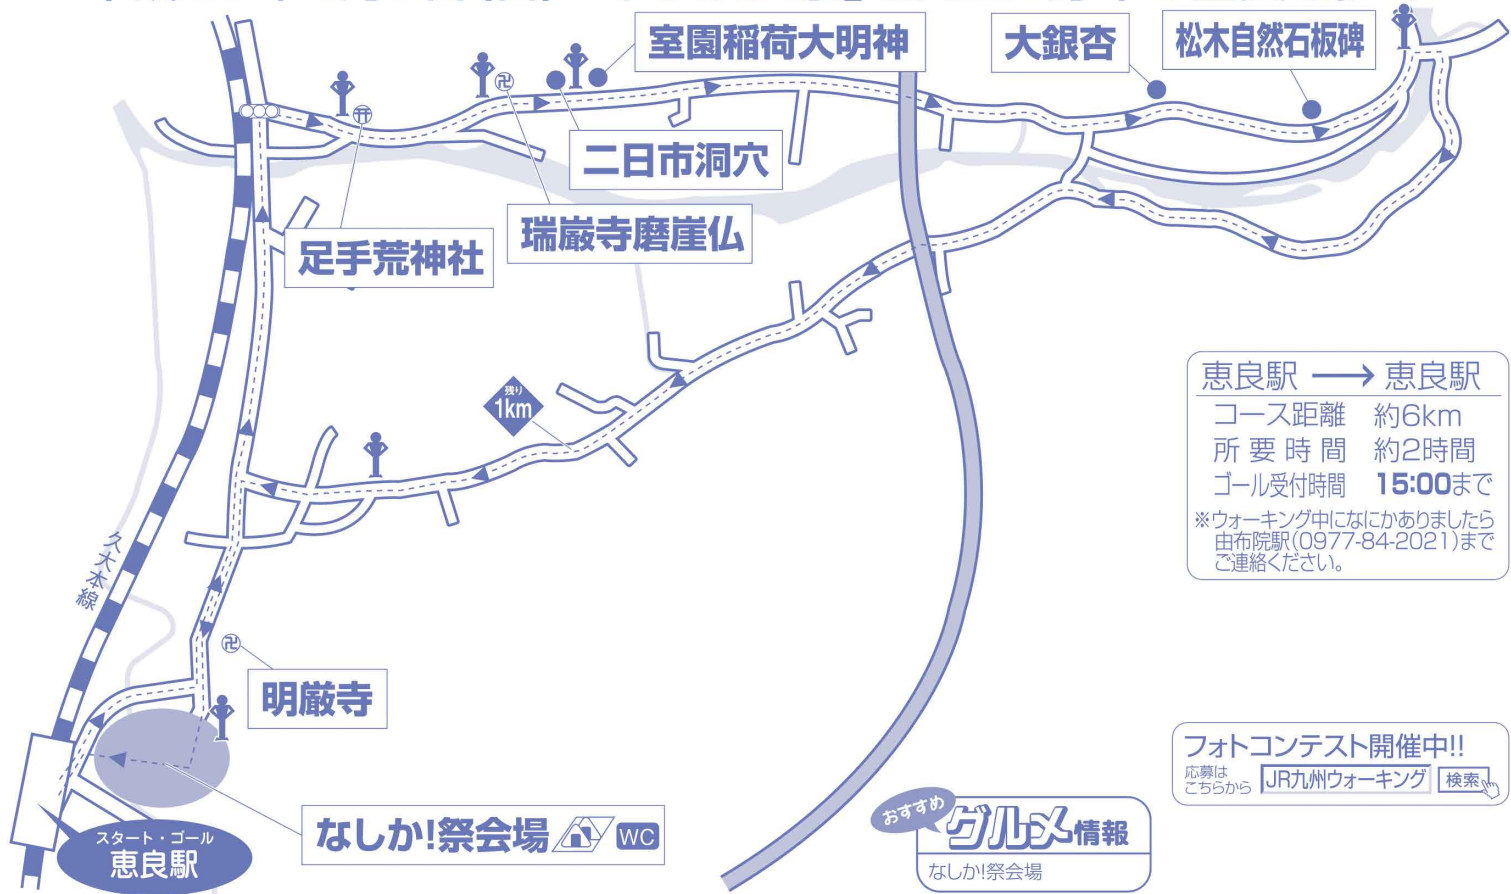 室園稲荷大明神
大銀杏
松木自然石板碑
二日市洞穴
瑞巌寺磨崖仏
足手荒神社
残り
1km
久大本線
明厳寺
なしか!祭会場 WC
スタート・ゴール
恵良駅
恵良駅 → 恵良駅
コース距離 約6km
所要時間 約2時間
ゴール受付時間 15:00まで
※ウォーキング中になにかありましたら
由布院駅(0977-84-2021)まで
ご連絡ください。
フォトコンテスト開催中!!
応募は
こちらから
JR九州ウォーキング 検索
おすすめ
グルメ情報
なしか!祭会場